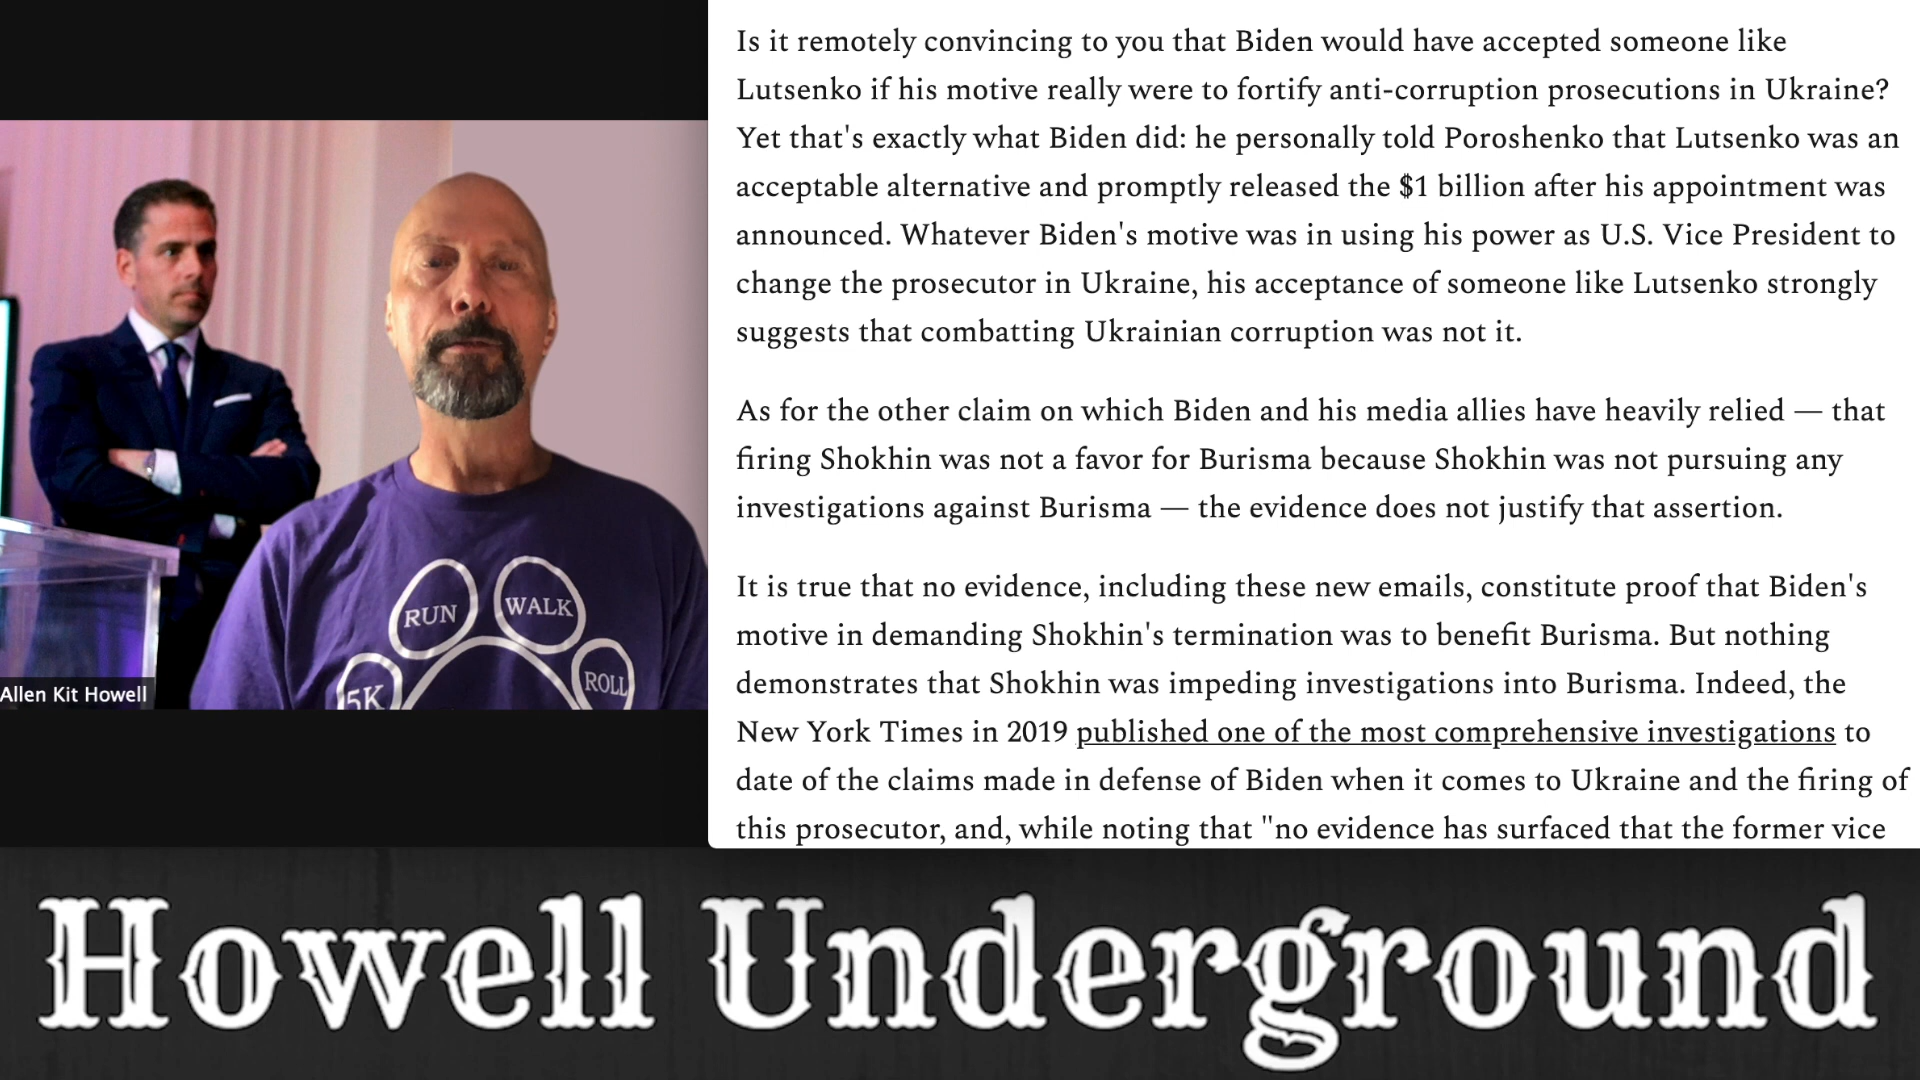 Is it remotely convincing to you that Biden would have accepted someone like
Lutsenko if his motive really were to fortify anti-corruption prosecutions in Ukraine?
Yet that's exactly what Biden did: he personally told Poroshenko that Lutsenko was an
acceptable alternative and promptly released the $1 billion after his appointment was
announced. Whatever Biden's motive was in using his power as U.S. Vice President to
change the prosecutor in Ukraine, his acceptance of someone like Lutsenko strongly
suggests that combatting Ukrainian corruption was not it.
As for the other claim on which Biden and his media allies have heavily relied — that
firing Shokhin was not a favor for Burisma because Shokhin was not pursuing any
investigations against Burisma — the evidence does not justify that assertion.
It is true that no evidence, including these new emails, constitute proof that Biden's
motive in demanding Shokhin's termination was to benefit Burisma. But nothing
demonstrates that Shokhin was impeding investigations into Burisma. Indeed, the
New York Times in 2019 published one of the most comprehensive investigations to
date of the claims made in defense of Biden when it comes to Ukraine and the firing of
this prosecutor, and, while noting that "no evidence has surfaced that the former vice
RUN
WALK
5K
ROLL
Allen Kit Howell
Howell Underground